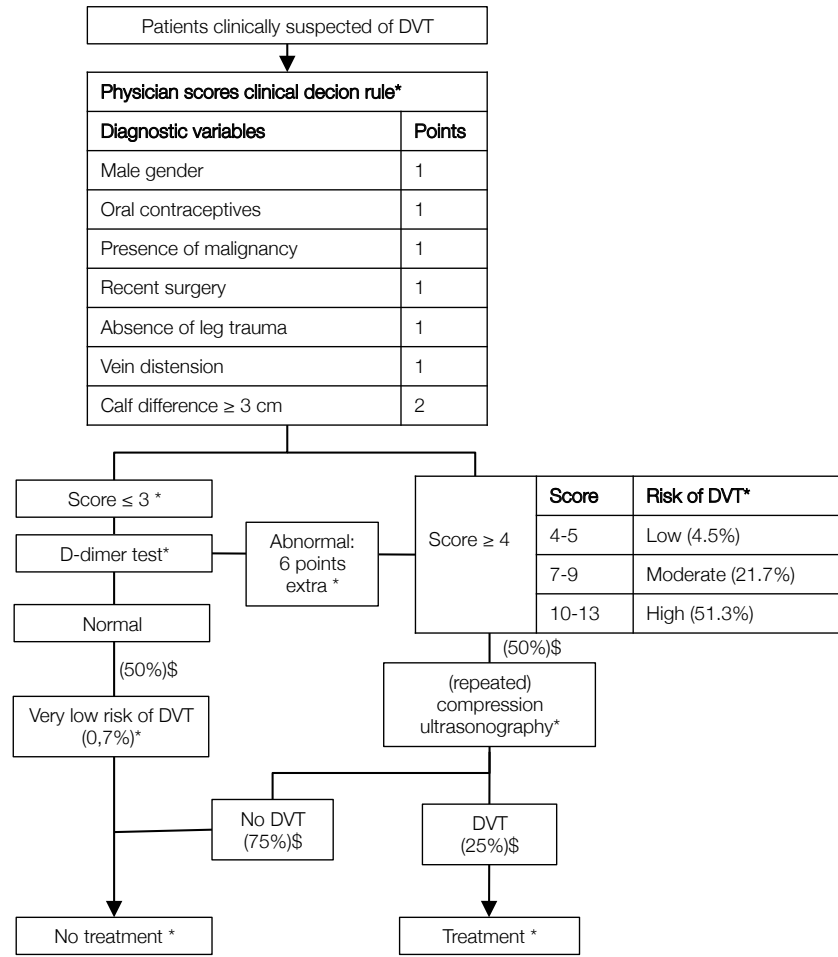 Patients clinically suspected of DVT
Physician scores clinical decion rule*
Diagnostic variables Points
Male gender 1
Oral contraceptives 1
Presence of malignancy 1
Recent surgery 1
Absence of leg trauma 1
Vein distension 1
Calf difference ≥ 3 cm 2
Score ≤ 3 *
D-dimer test*
Abnormal:
6 points
extra *
Score ≥ 4
Score Risk of DVT*
4-5 Low (4.5%)
7-9 Moderate (21.7%)
10-13 High (51.3%)
Normal
(50%)$
(50%)$
Very low risk of DVT
(0,7%)*
(repeated)
compression
ultrasonography*
No DVT
(75%)$
DVT
(25%)$
No treatment *
Treatment *